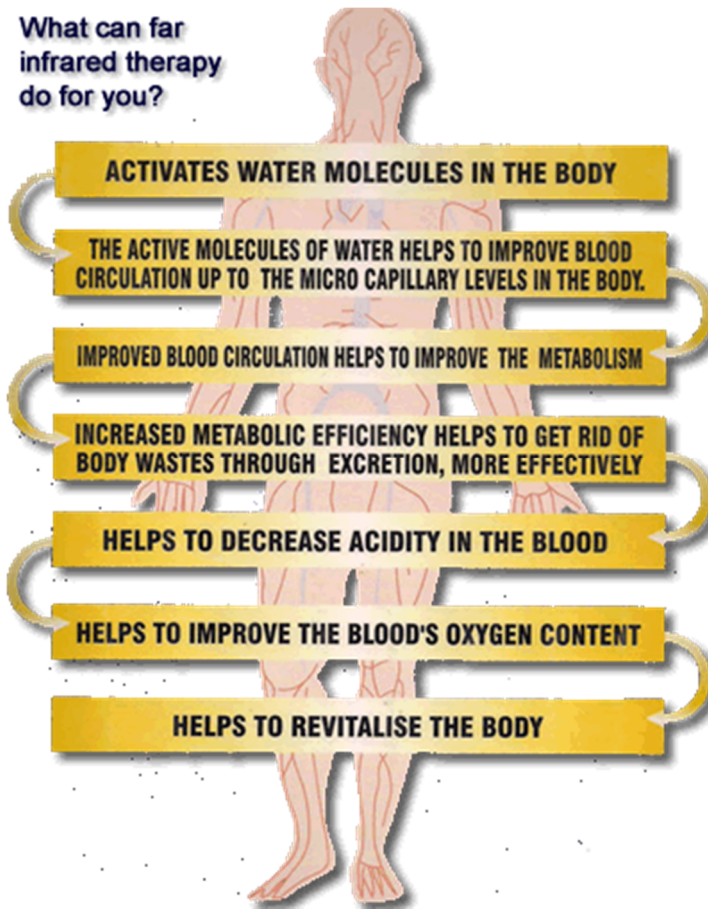 What can far
infrared therapy
do for you?
ACTIVATES WATER MOLECULES IN THE BODY
THE ACTIVE MOLECULES OF WATER HELPS TO IMPROVE BLOOD
CIRCULATION UP TO THE MICRO CAPILLARY LEVELS IN THE BODY.
IMPROVED BLOOD CIRCULATION HELPS TO IMPROVE THE METABOLISM
INCREASED METABOLIC EFFICIENCY HELPS TO GET RID OF
BODY WASTES THROUGH EXCRETION, MORE EFFECTIVELY
HELPS TO DECREASE ACIDITY IN THE BLOOD
HELPS TO IMPROVE THE BLOOD'S OXYGEN CONTENT
HELPS TO REVITALISE THE BODY